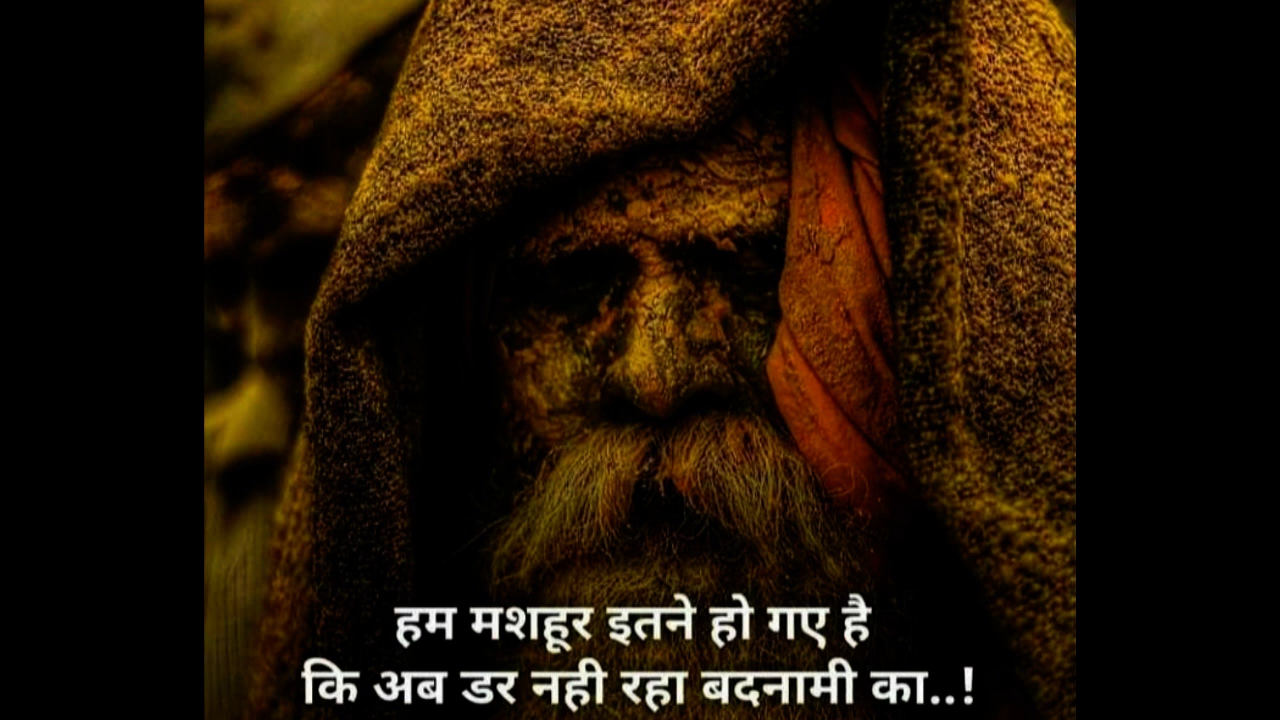 हम मशहूर इतने हो गए है
कि अब डर नही रहा बदनामी का..!